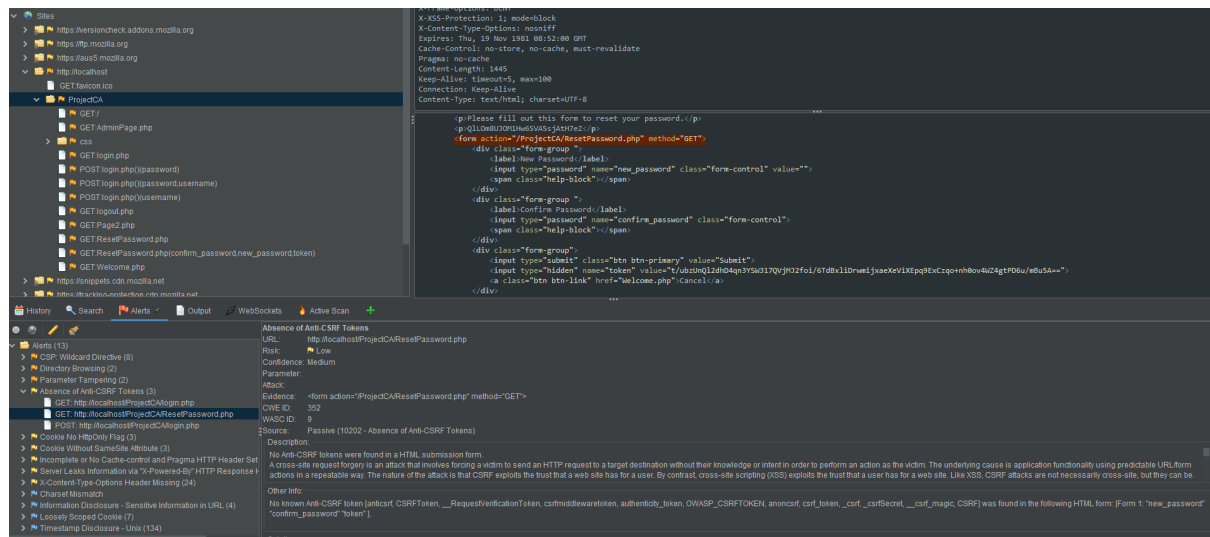 Sites
https://versioncheck.addons.mozilla.org
https://ftp.mozilla.org
https://aus5.mozilla.org
http://localhost
GET:favicon.ico
ProjectCA
GET:/
GET:AdminPage.php
css
GET:login.php
POST:login.php()(password)
POST:login.php()(password,username)
POST:login.php()(username)
GET:logout.php
GET:Page2.php
GET:ResetPassword.php
GET:ResetPassword.php(confirm_password,new_password,token)
GET:Welcome.php
https://snippets.cdn.mozilla.net
https://tracking-protection.cdn.mozilla.net
X-Frame-Options: DENY
X-XSS-Protection: 1; mode=block
X-Content-Type-Options: nosniff
Expires: Thu, 19 Nov 1981 08:52:00 GMT
Cache-Control: no-store, no-cache, must-revalidate
Pragma: no-cache
Content-Length: 1445
Keep-Alive: timeout=5, max=100
Connection: Keep-Alive
Content-Type: text/html; charset=UTF-8
<p>Please fill out this form to reset your password.</p>
<form action="/ProjectCA/ResetPassword.php" method="GET">
<div class="form-group ">
<label>New Password</label>
<input type="password" name="new_password" class="form-control" value="">
<span class="help-block"></span>
</div>
<div class="form-group ">
<label>Confirm Password</label>
<input type="password" name="confirm_password" class="form-control">
<span class="help-block"></span>
</div>
<div class="form-group">
<input type="submit" class="btn btn-primary" value="Submit">
<input type="hidden" name="token"
<a class="btn btn-link" href="Welcome.php">Cancel</a>
</div>
History Search Alerts Output WebSockets Active Scan
Alerts (13)
CSP: Wildcard Directive (8)
Directory Browsing (2)
Parameter Tampering (2)
Absence of Anti-CSRF Tokens (3)
GET: http://localhost/ProjectCA/login.php
GET: http://localhost/ProjectCA/ResetPassword.php
POST: http://localhost/ProjectCA/login.php
Cookie No HttpOnly Flag (3)
Cookie Without SameSite Attribute (3)
Incomplete or No Cache-control and Pragma HTTP Header Set
Server Leaks Information via "X-Powered-By" HTTP Response H
X-Content-Type-Options Header Missing (24)
Charset Mismatch
Information Disclosure - Sensitive Information in URL (4)
Loosely Scoped Cookie (7)
Timestamp Disclosure - Unix (134)
Absence of Anti-CSRF Tokens
URL: http://localhost/ProjectCA/ResetPassword.php
Risk: Low
Confidence: Medium
Parameter:
Attack:
Evidence: <form action="/ProjectCA/ResetPassword.php" method="GET">
CWE ID: 352
WASC ID: 9
Source: Passive (10202 - Absence of Anti-CSRF Tokens)
Description:
No Anti-CSRF tokens were found in a HTML submission form.
A cross-site request forgery is an attack that involves forcing a victim to send an HTTP request to a target destination without their knowledge or intent in order to perform an action as the victim. The underlying cause is application functionality using predictable URL/form
actions in a repeatable way. The nature of the attack is that CSRF exploits the trust that a web site has for a user. By contrast, cross-site scripting (XSS) exploits the trust that a user has for a web site. Like XSS, CSRF attacks are not necessarily cross-site, but they can be.
Other Info:
No known Anti-CSRF token [anticsrf, CSRFToken, __RequestVerificationToken, csrfmiddlewaretoken, authenticity_token, OWASP_CSRFTOKEN, anoncsrf, csrf_token, _csrf, _csrfSecret, __csrf_magic, CSRF] was found in the following HTML form: [Form 1: "new_password"
"confirm_password" "token" ].